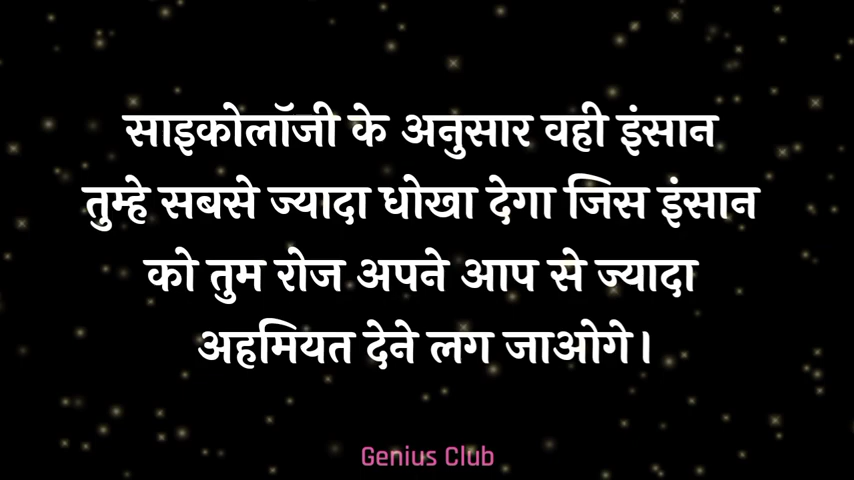 साइकोलॉजी के अनुसार वही इंसान
तुम्हे सबसे ज्यादा धोखा देगा जिस इंसान
को तुम रोज अपने आप से ज्यादा
अहमियत देने लग जाओगे।
Genius Club